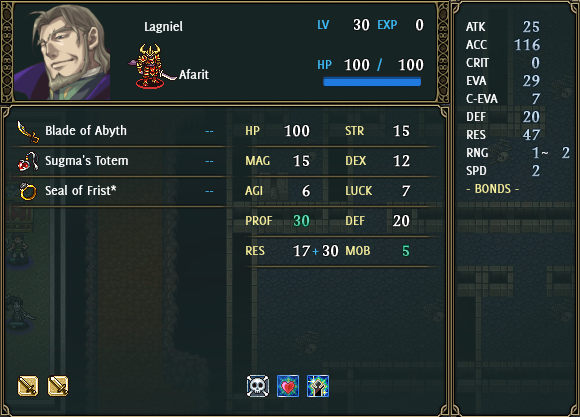 Lagniel
LV 30 EXP 0
Afarit
HP 100 / 100
Blade of Abyth --
Sugma's Totem --
Seal of Frist* --
HP 100 STR 15
MAG 15 DEX 12
AGI 6 LUCK 7
PROF 30 DEF 20
RES 17+30 MOB 5
ATK 25
ACC 116
CRIT 0
EVA 29
C-EVA 7
DEF 20
RES 47
RNG 1~ 2
SPD 2
- BONDS -